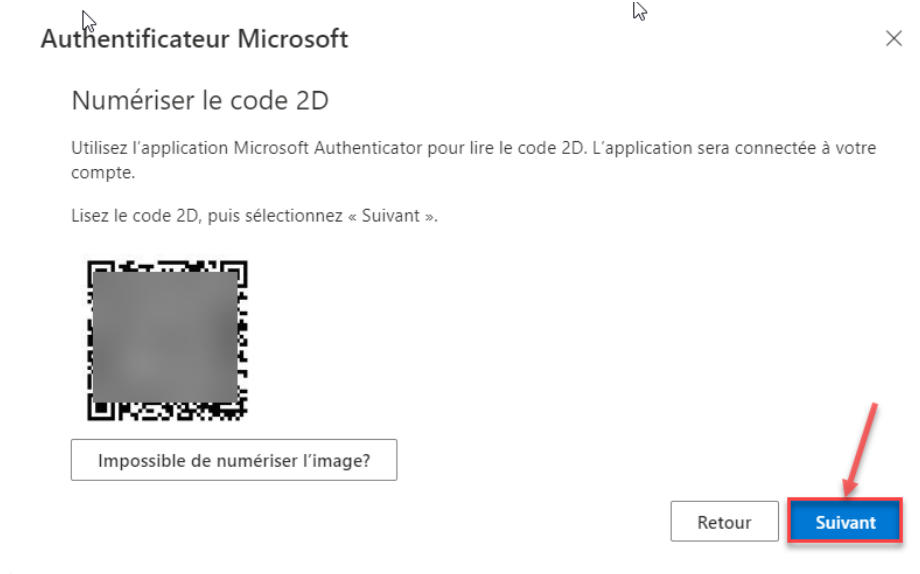 Authentificateur Microsoft
Numériser le code 2D
Utilisez l’application Microsoft Authenticator pour lire le code 2D. L’application sera connectée à votre
compte.
Lisez le code 2D, puis sélectionnez « Suivant ».
Impossible de numériser l’image?
Retour
Suivant